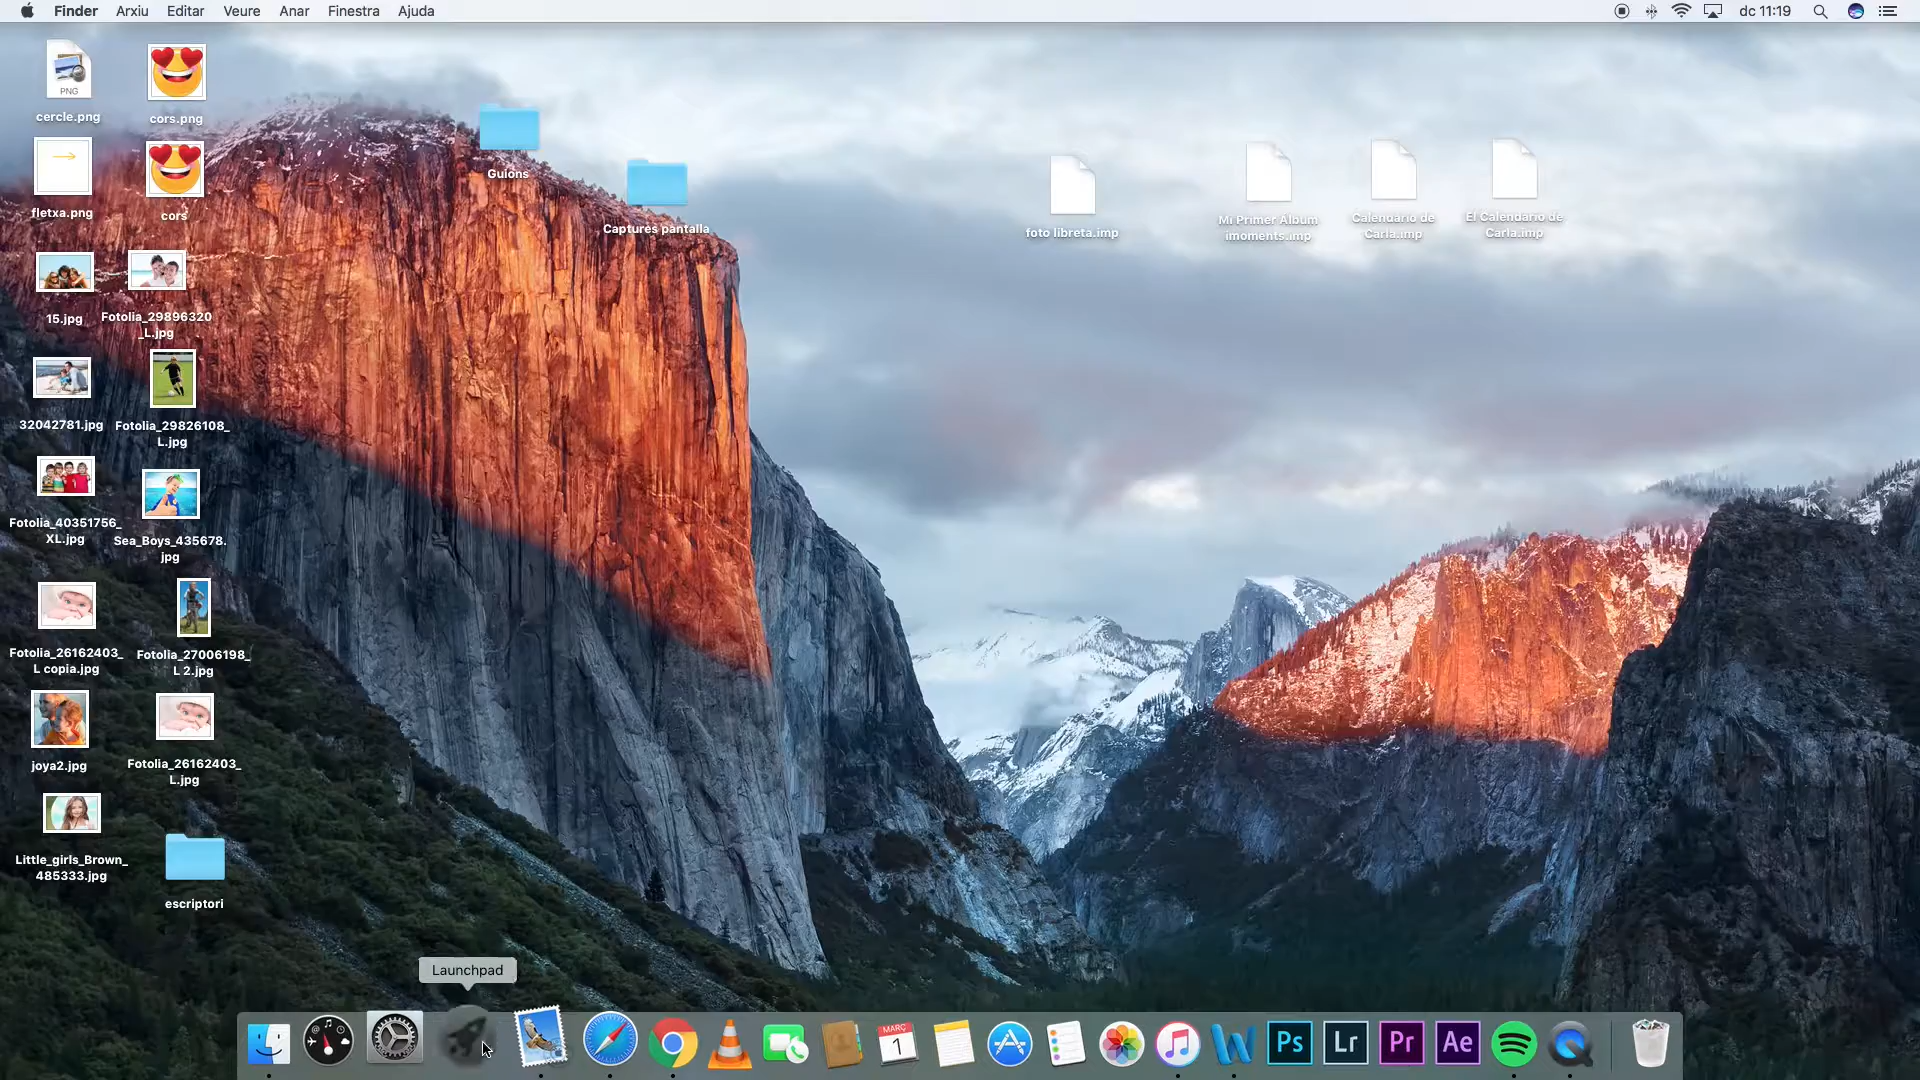 Finder Arxiu Editar Veure Anar Finestra Ajuda
dc 11:19
PNG
cercle.png
cors.png
fletxa.png
cors
Guions
Captures pantalla
foto libreta.imp
Mi Primer Album
imoments.imp
Calendario de
Carla.imp
El Calendario de
Carla.imp
15.jpg
Fotolia_29896320
_L.jpg
32042781.jpg
Fotolia_29826108_
L.jpg
Fotolia_40351756_
XL.jpg
Sea_Boys_435678.
jpg
Fotolia_26162403_
L copia.jpg
Fotolia_27006198_
L 2.jpg
joya2.jpg
Fotolia_26162403_
L.jpg
Little_girls_Brown_
485333.jpg
escriptori
Launchpad
MARÇ
1
Ps
Lr
Pr
Ae